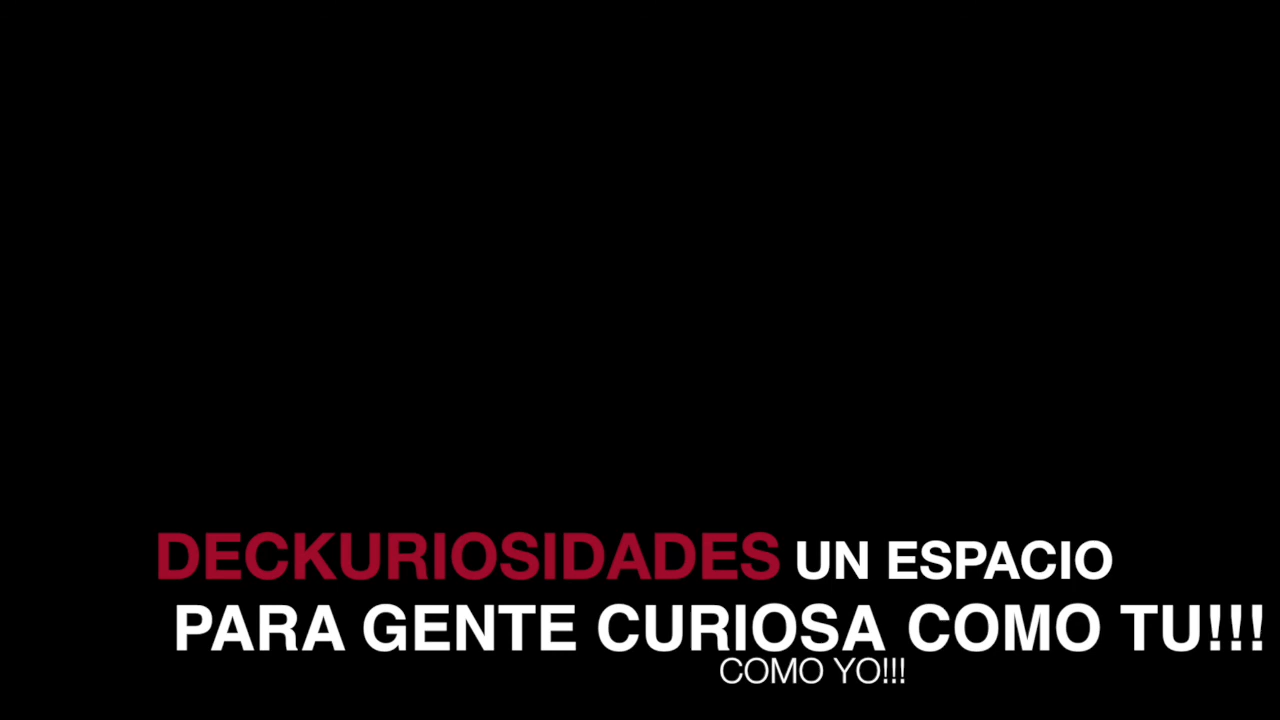 DECKURIOSIDADES UN ESPACIO
PARA GENTE CURIOSA COMO TU!!!
COMO YO!!!